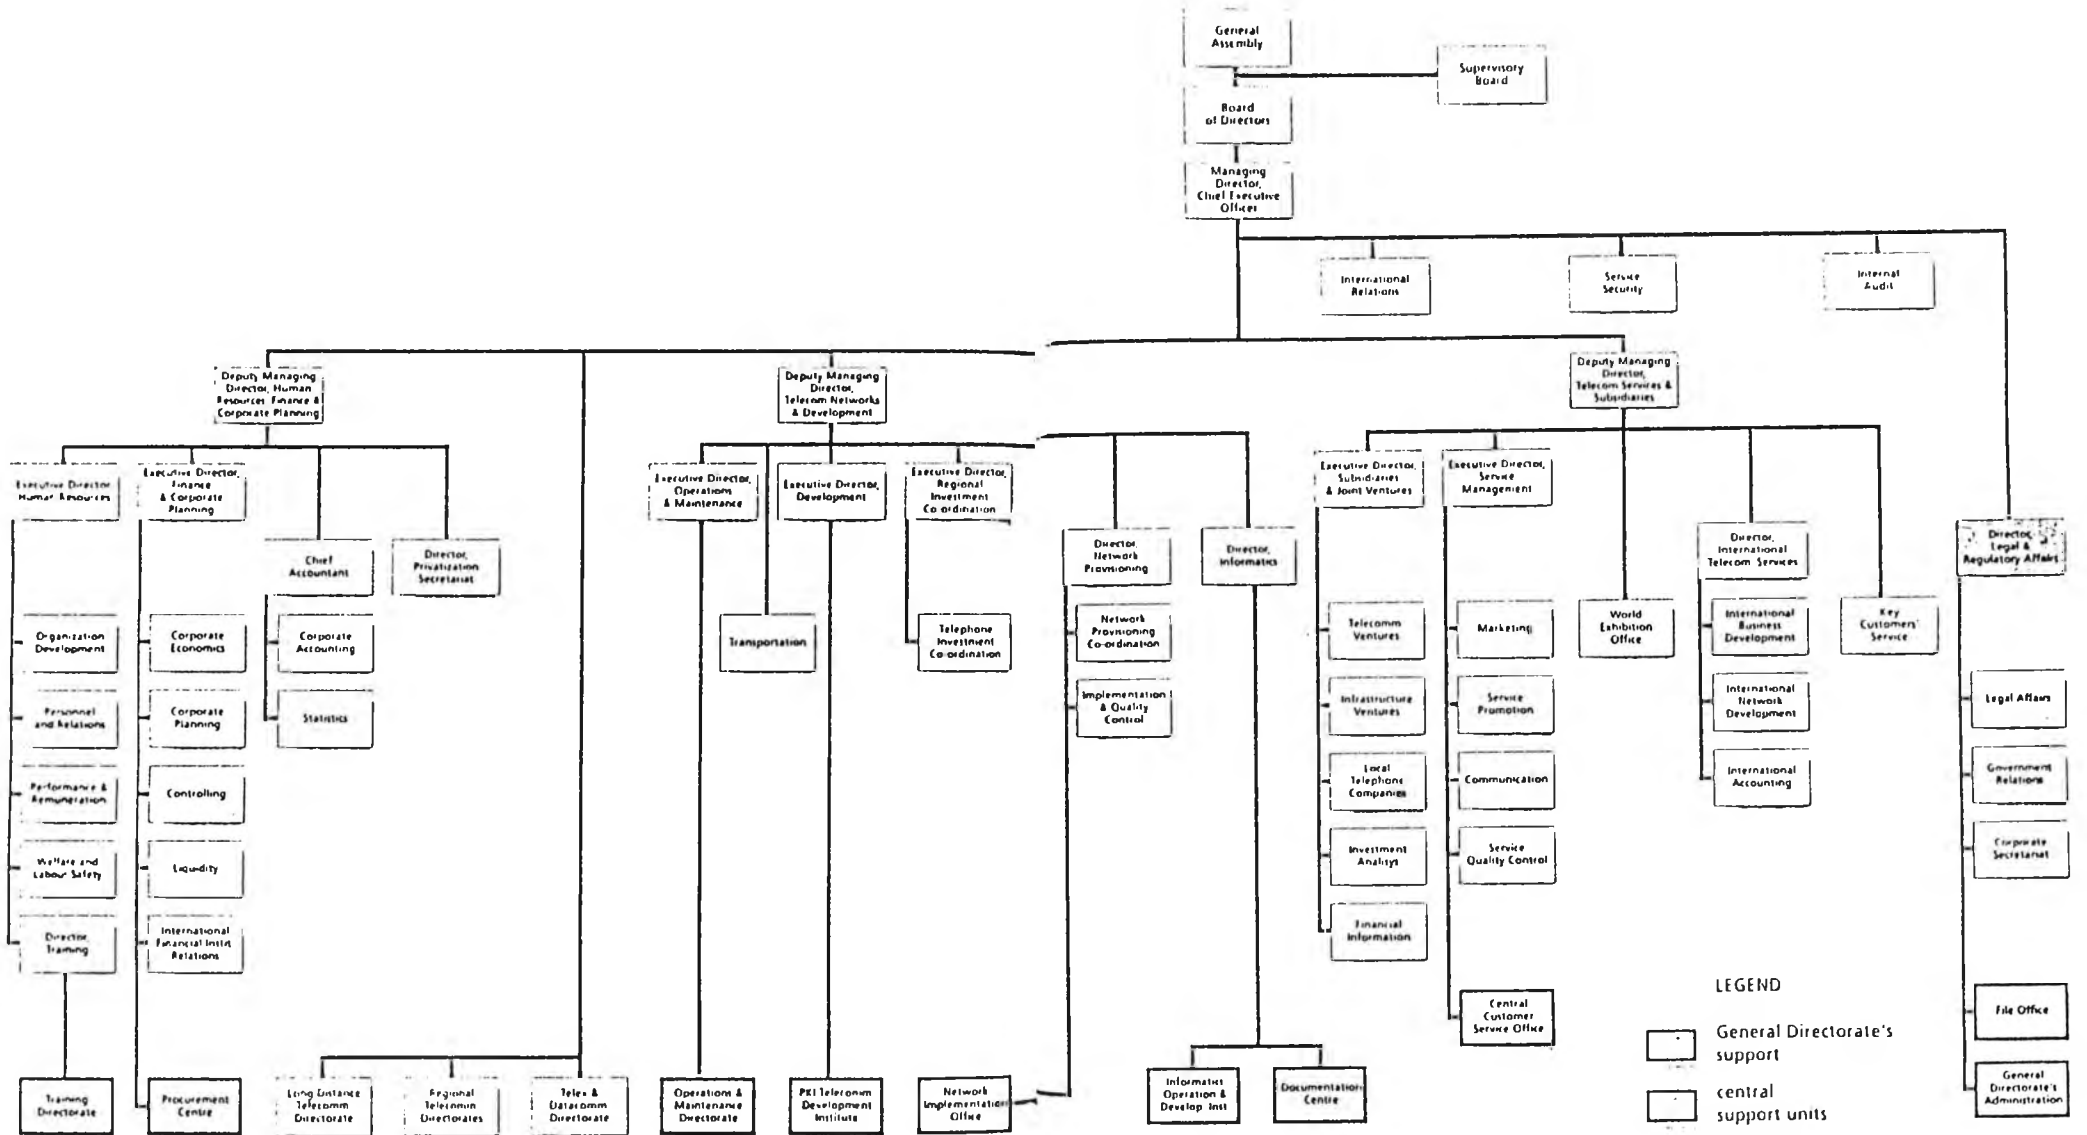 General
Assembly
Supervisory
Board
Board
of Directors
Managing
Director,
Chief Executive
Officer
International
Relations
Service
Security
Internal
Audit
Deputy Managing
Director, Human
Resources, Finance &
Corporate Planning
Deputy Managing
Director,
Telecom Networks
& Development
Deputy Managing
Director,
Telecom Services &
Subsidiaries
Executive Director
Human Resources
Executive Director,
Finance
& Corporate
Planning
Chief
Accountant
Director,
Privatization
Secretariat
Executive Director,
Operations
& Maintenance
Executive Director,
Development
Executive Director,
Regional
Investment
Co-ordination
Director,
Network
Provisioning
Director,
Informatics
Executive Director,
Subsidiaries
& Joint Ventures
Executive Director,
Service
Management
Director,
International
Telecom Services
Director,
Legal &
Regulatory Affairs
Organization
Development
Corporate
Economics
Corporate
Accounting
Transportation
Telephone
Investment
Co-ordination
Network
Provisioning
Co-ordination
Telecomm
Ventures
Marketing
World
Exhibition
Office
International
Business
Development
Key
Customers'
Service
Personnel
and Relations
Corporate
Planning
Statistics
Implementation
& Quality
Control
Infrastructure
Ventures
Service
Promotion
International
Network
Development
Legal Affairs
Performance &
Remuneration
Controlling
Local
Telephone
Companies
Communication
International
Accounting
Government
Relations
Welfare and
Labour Safety
Liquidity
Investment
Analisys
Service
Quality Control
Corporate
Secretariat
Director,
Training
International
Financial Instit.
Relations
Financial
Information
Central
Customer
Service Office
File Office
Training
Directorate
Procurement
Centre
Long Distance
Telecomm
Directorate
Regional
Telecomm
Directorates
Telex &
Datacomm
Directorate
Operations &
Maintenance
Directorate
PKI Telecomm
Development
Institute
Network
Implementation
Office
Informatics
Operation &
Develop. Inst
Documentation
Centre
General
Directorate's
Administration
LEGEND
General Directorate's
support
central
support units